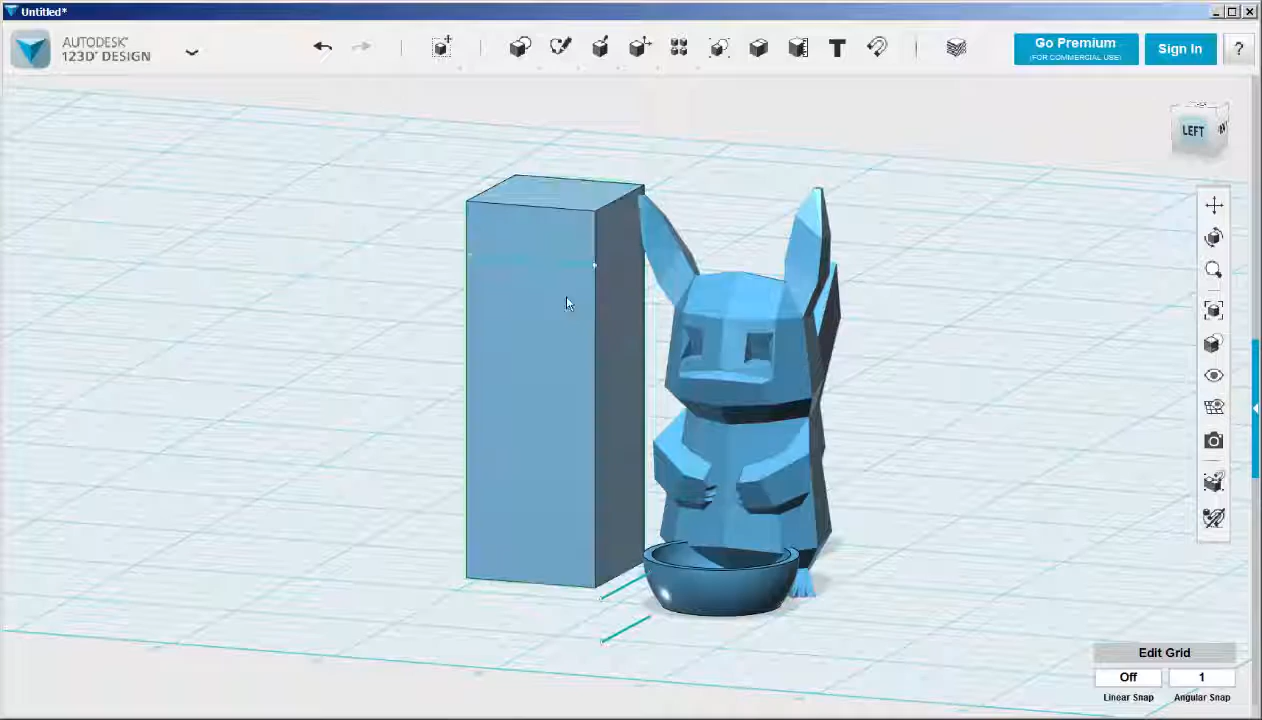 Untitled*
AUTODESK®
123D® DESIGN
Go Premium
(FOR COMMERCIAL USE)
Sign In
?
LEFT
Edit Grid
Off
1
Linear Snap
Angular Snap